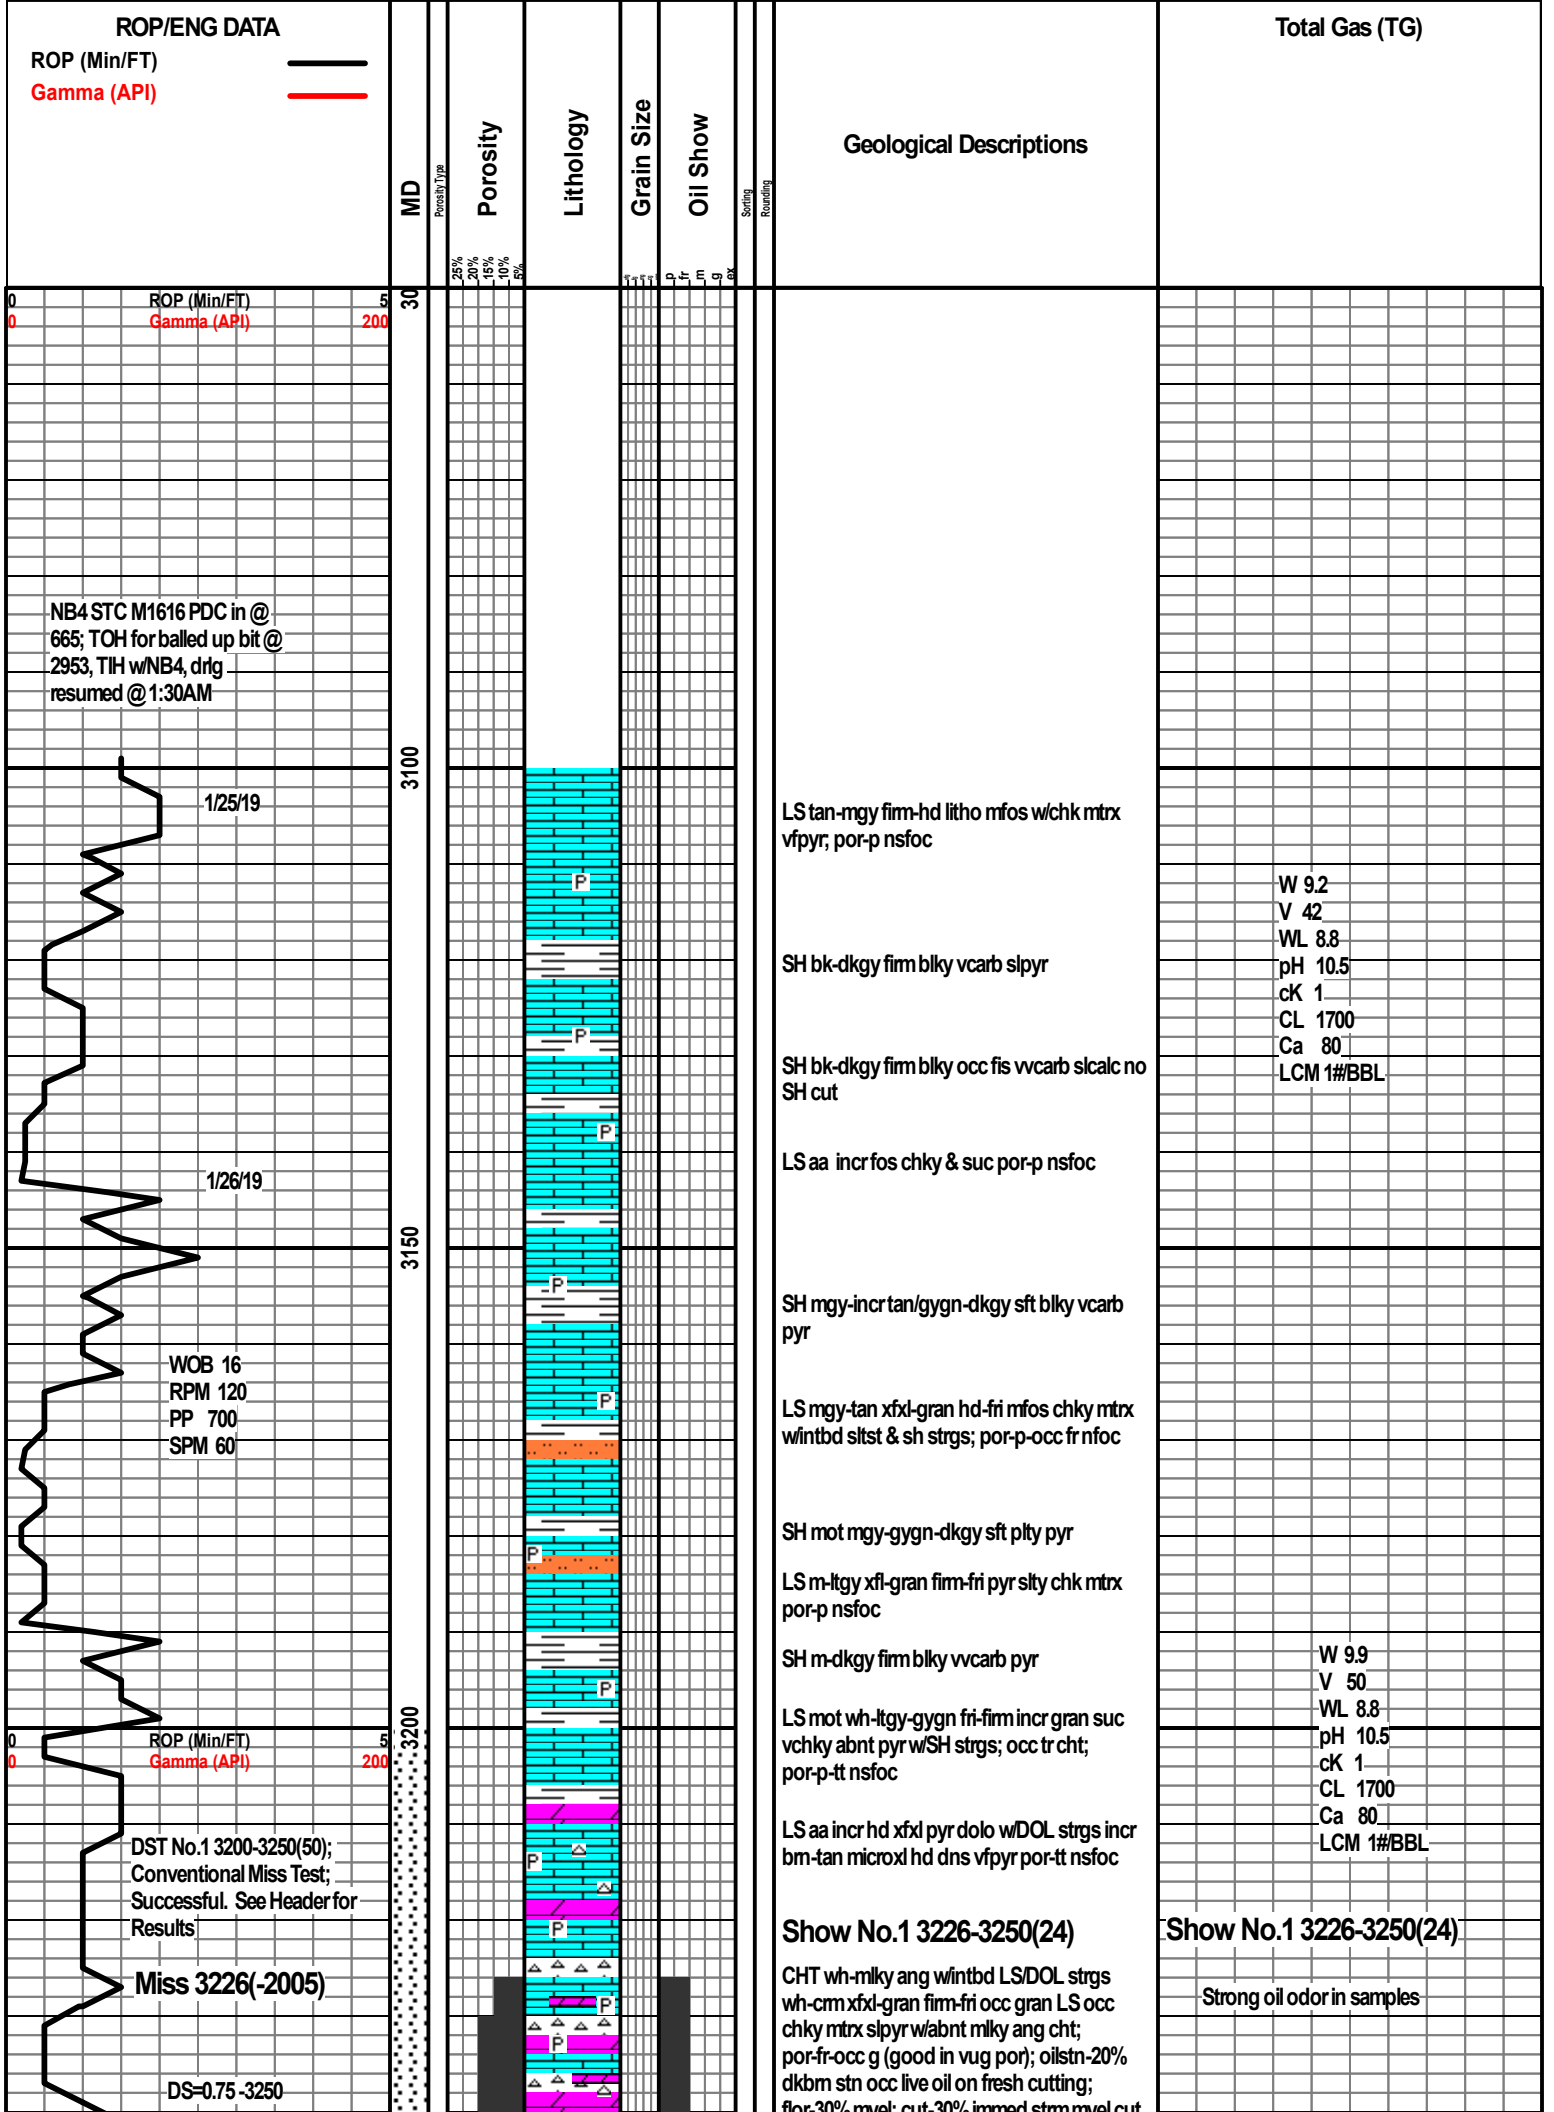 ROP/ENG DATA
ROP (Min/FT)
Gamma (API)
MD
Porosity Type
Porosity
Lithology
Grain Size
Oil Show
Sorting
Rounding
Geological Descriptions
Total Gas (TG)
25%
20%
15%
10%
5%
p
fr
m
g
ex
0 ROP (Min/FT) 5
0 Gamma (API) 200
30
NB4 STC M1616 PDC in @
665; TOH for balled up bit @
2953, TIH w/NB4, drlg
resumed @ 1:30AM
3100
1/25/19
LS tan-mgy firm-hd litho mfos w/chk mtrx
vfpyr; por-p nsfoc
P
W 9.2
V 42
WL 8.8
pH 10.5
cK 1
CL 1700
Ca 80
LCM 1#/BBL
SH bk-dkgy firm blky vcarb slpyr
P
SH bk-dkgy firm blky occ fis vvcarb slcalc no
SH cut
P
LS aa incr fos chky & suc por-p nsfoc
1/26/19
3150
P
SH mgy-incr tan/gygn-dkgy sft blky vcarb
pyr
WOB 16
RPM 120
PP 700
SPM 60
P
LS mgy-tan xfxl-gran hd-fri mfos chky mtrx
w/intbd sltst & sh strgs; por-p-occ fr nfoc
SH mot mgy-gygn-dkgy sft plty pyr
P
LS m-ltgy xfl-gran firm-fri pyr slty chk mtrx
por-p nsfoc
SH m-dkgy firm blky vvcarb pyr
P
W 9.9
V 50
WL 8.8
pH 10.5
cK 1
CL 1700
Ca 80
LCM 1#/BBL
3200
0 ROP (Min/FT) 5
0 Gamma (API) 200
LS mot wh-ltgy-gygn fri-firm incr gran suc
vchky abnt pyr w/SH strgs; occ tr cht;
por-p-tt nsfoc
DST No.1 3200-3250(50);
Conventional Miss Test;
Successful. See Header for
Results
P
LS aa incr hd xfxl pyr dolo w/DOL strgs incr
brn-tan microxl hd dns vfpyr por-tt nsfoc
P
Show No.1 3226-3250(24)
Show No.1 3226-3250(24)
Miss 3226(-2005)
P
P
CHT wh-mlky ang w/intbd LS/DOL strgs
wh-crm xfxl-gran firm-fri occ gran LS occ
chky mtrx slpyr w/abnt mlky ang cht;
por-fr-occ g (good in vug por); oilstn-20%
dkbrn stn occ live oil on fresh cutting;
flor-30% myel; cut-30% immed strm myel cut
Strong oil odor in samples
DS=0.75 -3250